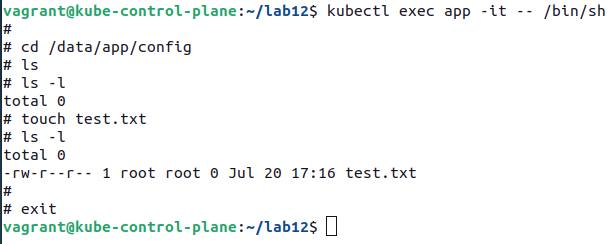 vagrant@kube-control-plane:~/lab12$ kubectl exec app -it -- /bin/sh
#
# cd /data/app/config
# ls
# ls -l
total 0
# touch test.txt
# ls -l
total 0
-rw-r--r-- 1 root root 0 Jul 20 17:16 test.txt
#
# exit
vagrant@kube-control-plane:~/lab12$